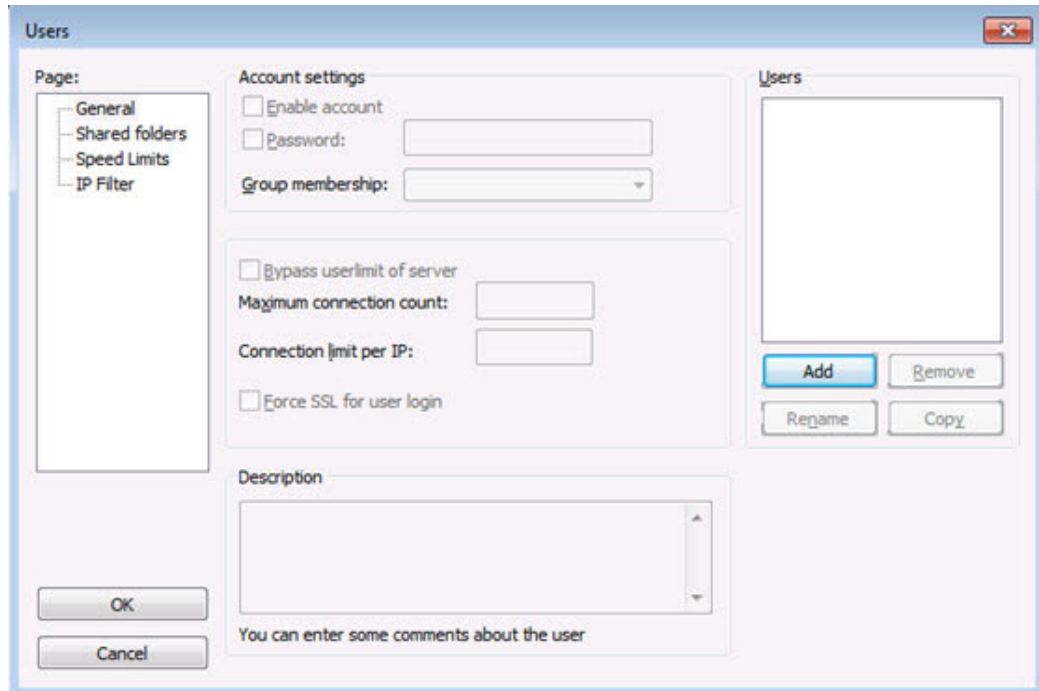 Users
Page:
General
Shared folders
Speed Limits
IP Filter
Account settings
Enable account
Password:
Group membership:
Bypass userlimit of server
Maximum connection count:
Connection limit per IP:
Force SSL for user login
Description
You can enter some comments about the user
Users
Add Remove
Rename Copy
OK
Cancel